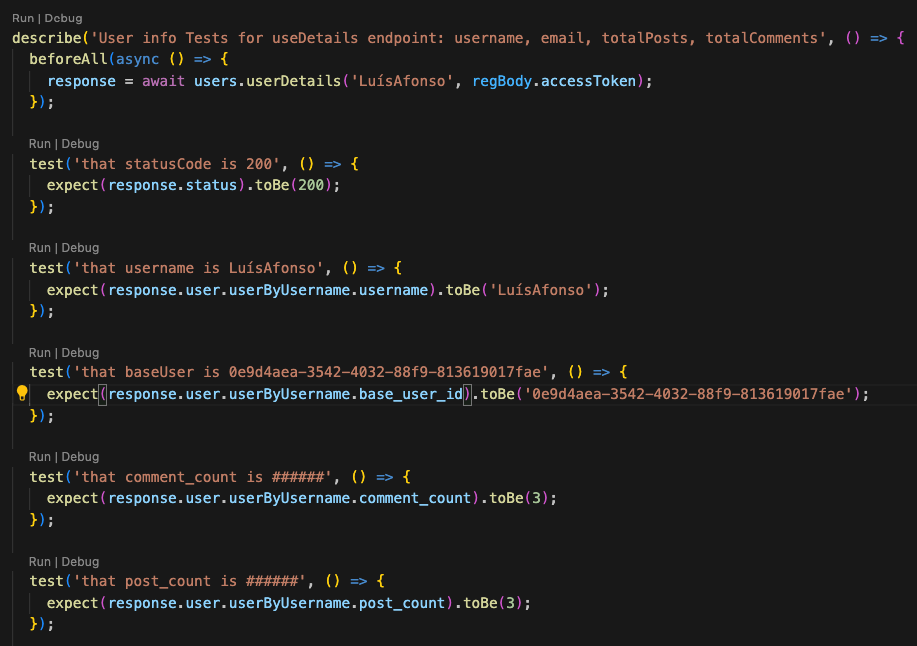 Run | Debug
describe('User info Tests for useDetails endpoint: username, email, totalPosts, totalComments', () => {
beforeAll(async () => {
response = await users.userDetails('LuísAfonso', regBody.accessToken);
});
Run | Debug
test('that statusCode is 200', () => {
expect(response.status).toBe(200);
});
Run | Debug
test('that username is LuísAfonso', () => {
expect(response.user.userByUsername.username).toBe('LuísAfonso');
});
Run | Debug
test('that baseUser is 0e9d4aea-3542-4032-88f9-813619017fae', () => {
expect(response.user.userByUsername.base_user_id).toBe('0e9d4aea-3542-4032-88f9-813619017fae');
});
Run | Debug
test('that comment_count is ######', () => {
expect(response.user.userByUsername.comment_count).toBe(3);
});
Run | Debug
test('that post_count is ######', () => {
expect(response.user.userByUsername.post_count).toBe(3);
});